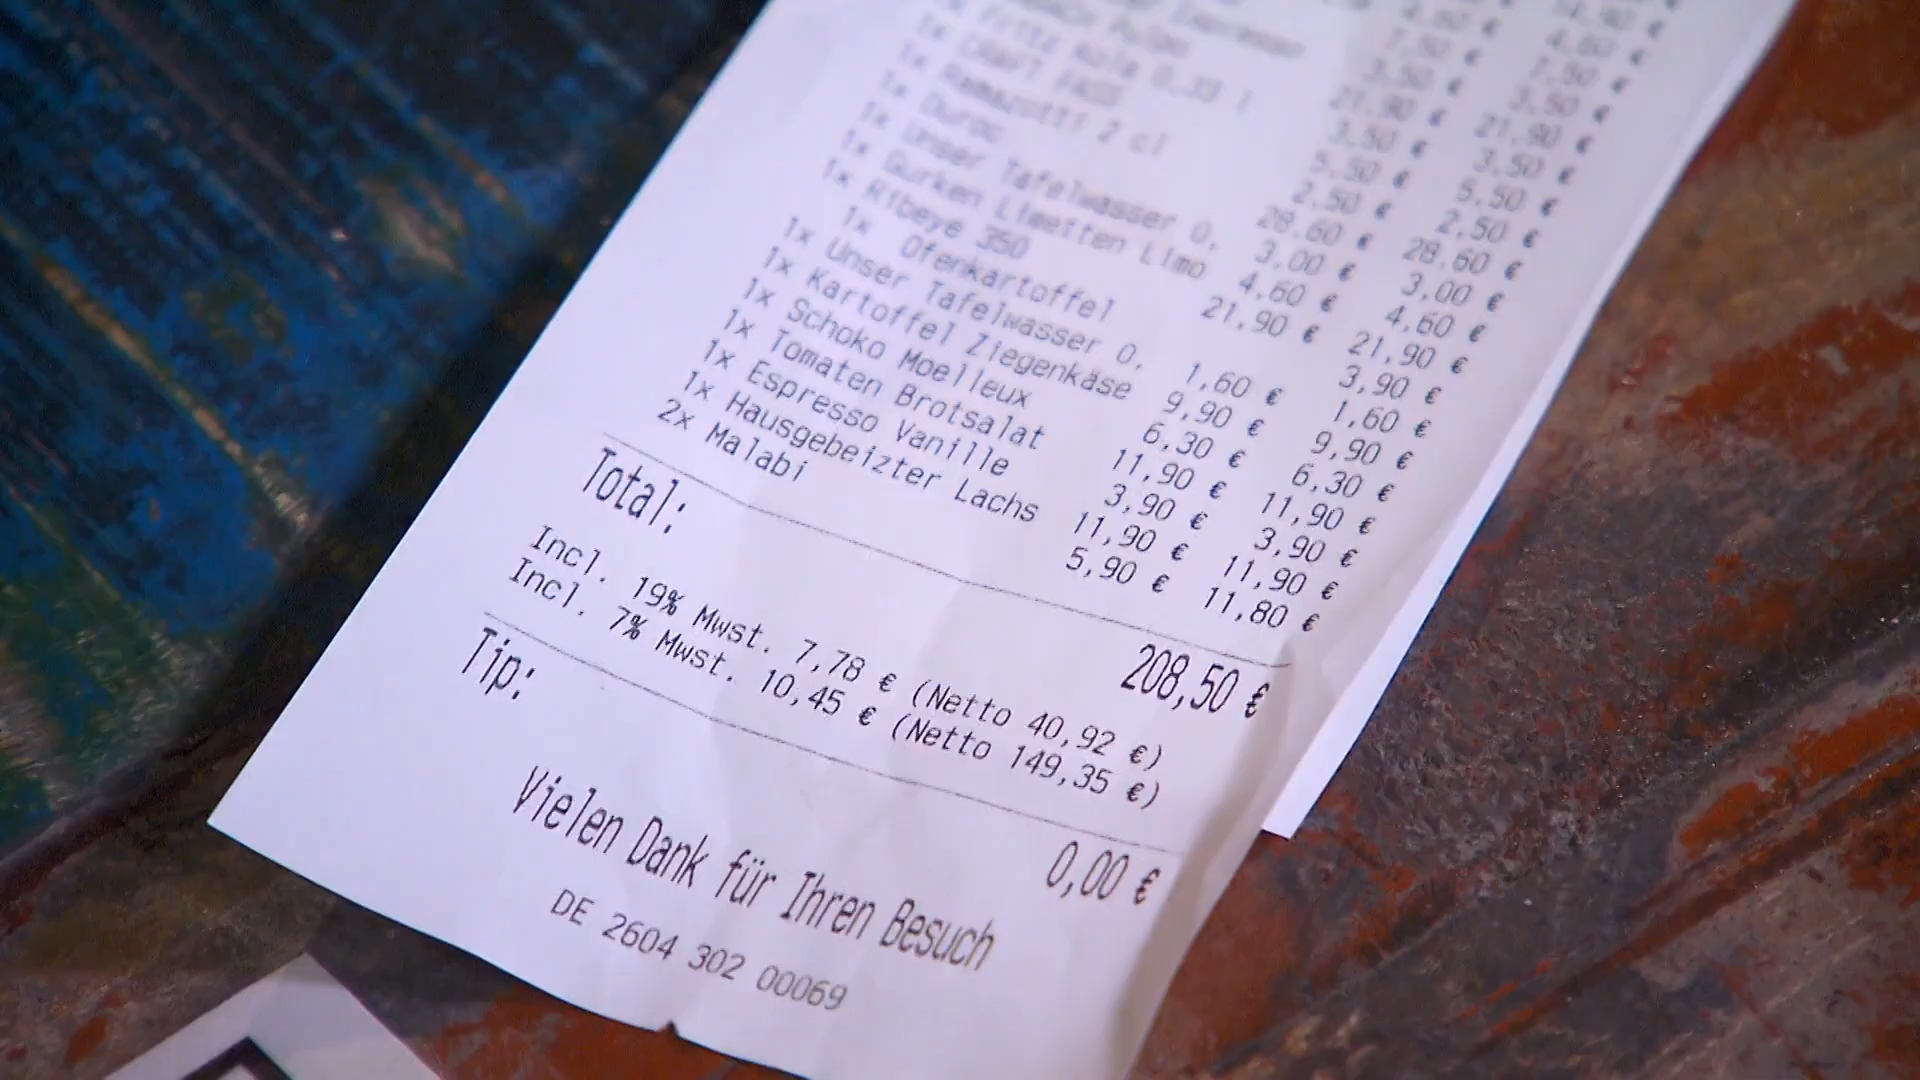 Espresso
21.90 € 21.90 €
1x Fritz Kola 0,33 l 3.50 € 3.50 €
1x CRAFT FASS 5.50 € 5.50 €
1x Ramazotti 2 cl 2.50 € 2.50 €
1x Duroc 28.60 € 28.60 €
1x Unser Tafelwasser 0, 3,00 € 3,00 €
1x Gurken Limetten Limo 4.60 € 4,60 €
1x Ribeye 350 21,90 € 21,90 €
1x Ofenkartoffel 3,90 €
1x Unser Tafelwasser 0, 1,60 € 1,60 €
1x Kartoffel Ziegenkäse 9,90 € 9,90 €
1x Schoko Moelleux 6,30 € 6,30 €
1x Tomaten Brotsalat 11,90 € 11,90 €
1x Espresso Vanille 3,90 € 3,90 €
1x Hausgebeizter Lachs 11,90 € 11,90 €
2x Malabi 5,90 € 11,80 €
Total: 208,50 €
Incl. 19% Mwst. 7,78 € (Netto 40,92 €)
Incl. 7% Mwst. 10,45 € (Netto 149,35 €)
Tip: 0,00 €
Vielen Dank für Ihren Besuch
DE 2604 302 00069